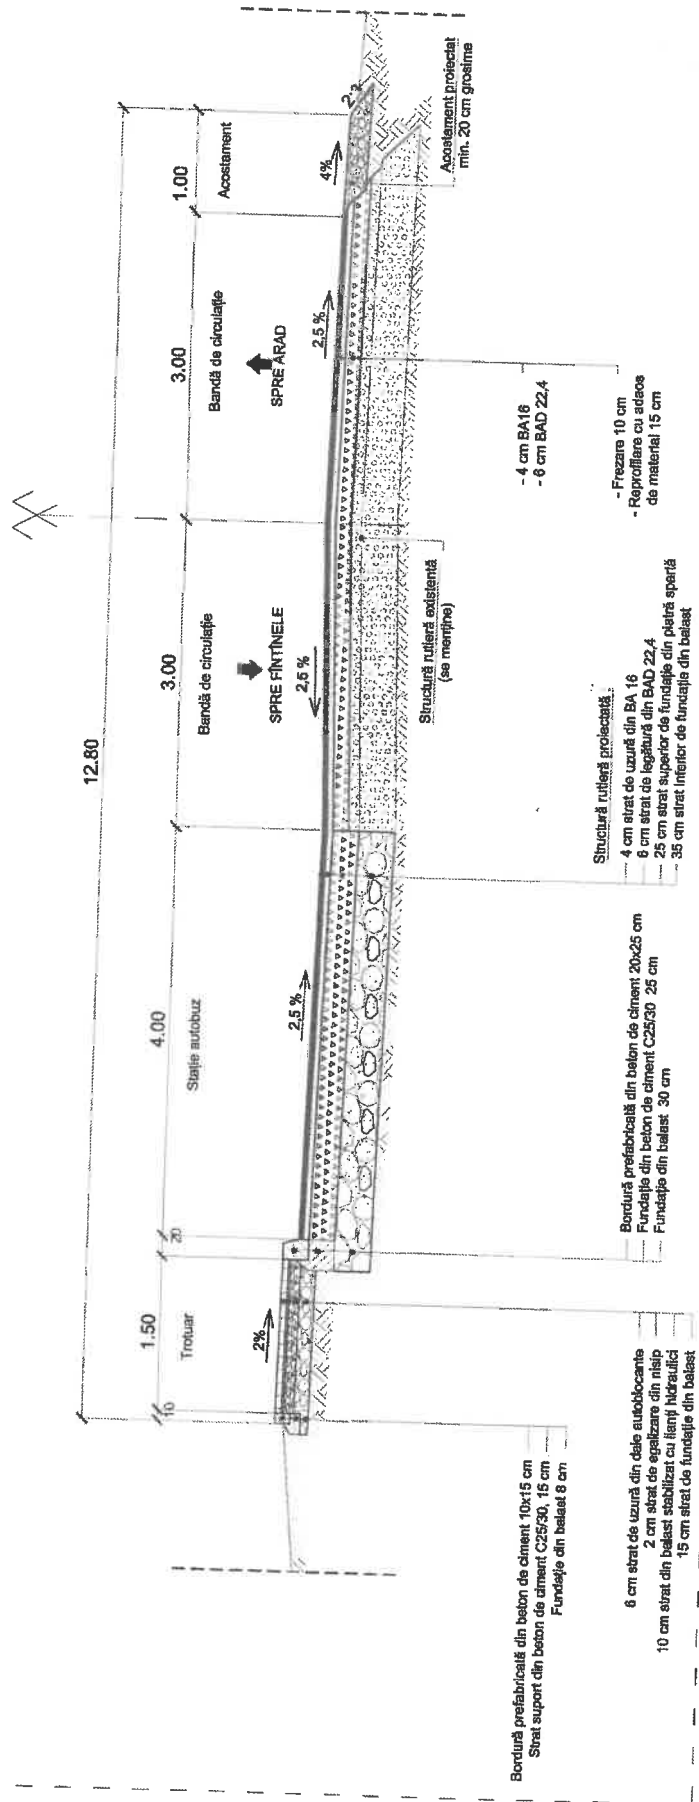 12.80
1.50
4.00
3.00
3.00
1.00
10
20
Trotuar
Stație autobuz
Bandă de circulație
Bandă de circulație
Acostament
SPRE FÎNTÎNELE
SPRE ARAD
2%
2,5 %
2,5 %
2,5 %
4%
Acostament proiectat
min. 20 cm grosime
Structură rutieră existentă
(se menține)
- 4 cm BA16
- 6 cm BAD 22,4
- Frezare 10 cm
- Reprofilare cu adaos
de material 15 cm
Structură rutieră proiectată
4 cm strat de uzură din BA 16
6 cm strat de legătură din BAD 22,4
25 cm strat superior de fundație din piatră spartă
35 cm strat inferior de fundație din balast
Bordură prefabricată din beton de ciment 20x25 cm
Fundație din beton de ciment C25/30 25 cm
Fundație din balast 30 cm
Bordură prefabricată din beton de ciment 10x15 cm
Strat suport din beton de ciment C25/30, 15 cm
Fundație din balast 8 cm
6 cm strat de uzură din dale autoblocante
2 cm strat de egalizare din nisip
10 cm strat din balast stabilizat cu lianți hidraulici
15 cm strat de fundație din balast